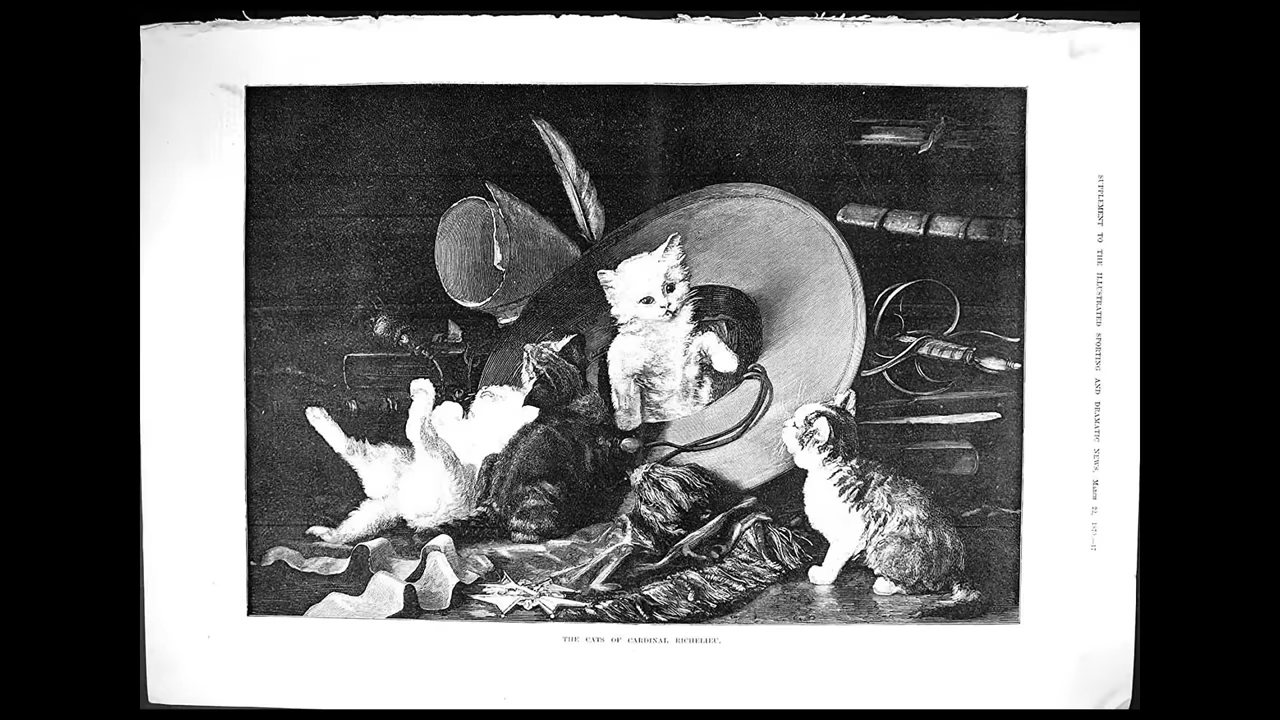 THE CATS OF CARDINAL RICHELIEU.
SUPPLEMENT TO THE ILLUSTRATED SPORTING AND DRAMATIC NEWS, MARCH 22,